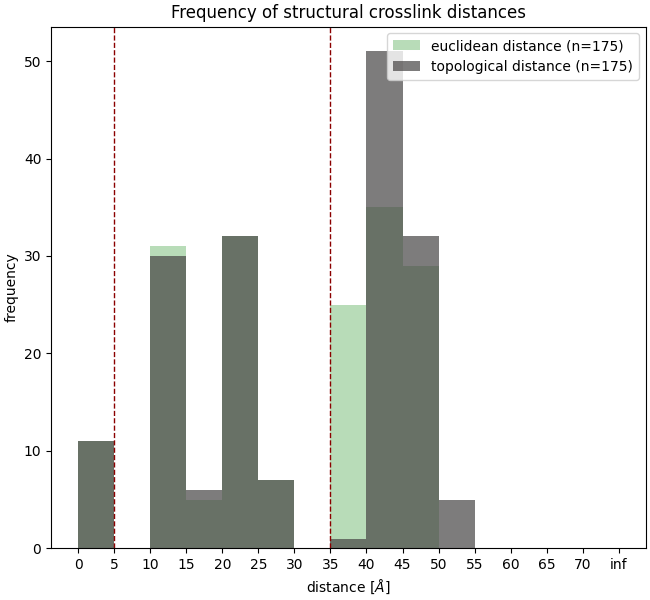 Frequency of structural crosslink distances
euclidean distance (n=175)
topological distance (n=175)
50
40
30
20
10
0
frequency
0 5 10 15 20 25 30 35 40 45 50 55 60 65 70 inf
distance [Å]